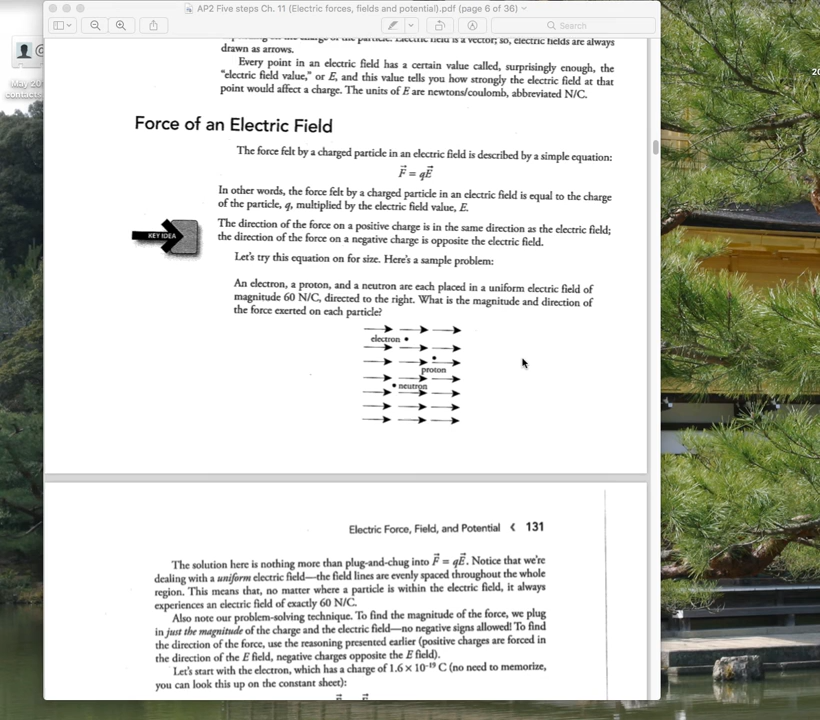 AP2 Five steps Ch. 11 (Electric forces, fields and potential).pdf (page 6 of 36)
Search
May 20
20
drawn as arrows.
Every point in an electric field has a certain value called, surprisingly enough, the
"electric field value," or E, and this value tells you how strongly the electric field at that
point would affect a charge. The units of E are newtons/coulomb, abbreviated N/C.
Force of an Electric Field
The force felt by a charged particle in an electric field is described by a simple equation:
F⃗ = qE⃗
In other words, the force felt by a charged particle in an electric field is equal to the charge
of the particle, q, multiplied by the electric field value, E.
KEY IDEA
The direction of the force on a positive charge is in the same direction as the electric field;
the direction of the force on a negative charge is opposite the electric field.
Let's try this equation on for size. Here's a sample problem:
An electron, a proton, and a neutron are each placed in a uniform electric field of
magnitude 60 N/C, directed to the right. What is the magnitude and direction of
the force exerted on each particle?
electron
proton
neutron
Electric Force, Field, and Potential < 131
The solution here is nothing more than plug-and-chug into F⃗ = qE⃗. Notice that we're
dealing with a uniform electric field—the field lines are evenly spaced throughout the whole
region. This means that, no matter where a particle is within the electric field, it always
experiences an electric field of exactly 60 N/C.
Also note our problem-solving technique. To find the magnitude of the force, we plug
in just the magnitude of the charge and the electric field—no negative signs allowed! To find
the direction of the force, use the reasoning presented earlier (positive charges are forced in
the direction of the E field, negative charges opposite the E field).
Let's start with the electron, which has a charge of 1.6 × 10⁻¹⁹ C (no need to memorize,
you can look this up on the constant sheet):